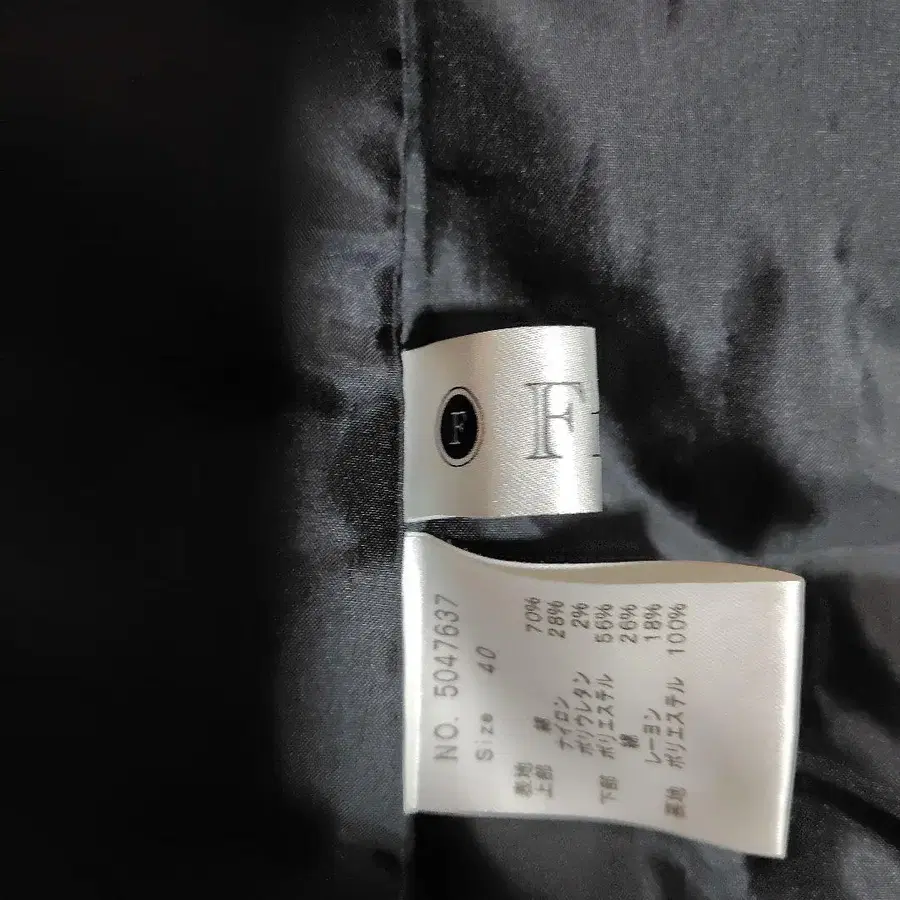 F
F
NO. 5047637
Size 40
表地
上部 綿 70%
ナイロン 28%
ポリウレタン 2%
下部 ポリエステル 56%
綿 26%
レーヨン 18%
裏地 ポリエステル 100%